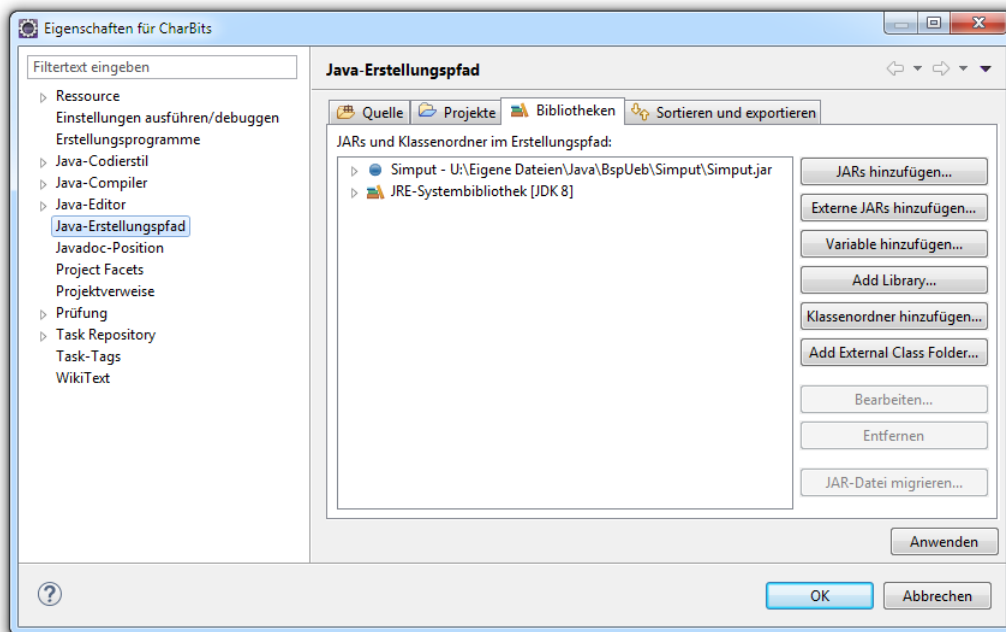 Eigenschaften für CharBits
Filtertext eingeben
Ressource
Einstellungen ausführen/debuggen
Erstellungsprogramme
Java-Codierstil
Java-Compiler
Java-Editor
Java-Erstellungspfad
Javadoc-Position
Project Facets
Projektverweise
Prüfung
Task Repository
Task-Tags
WikiText
Java-Erstellungspfad
Quelle
Projekte
Bibliotheken
Sortieren und exportieren
JARs und Klassenordner im Erstellungspfad:
Simput - U:\Eigene Dateien\Java\BspUeb\Simput\Simput.jar
JRE-Systembibliothek [JDK 8]
JARs hinzufügen...
Externe JARs hinzufügen...
Variable hinzufügen...
Add Library...
Klassenordner hinzufügen...
Add External Class Folder...
Bearbeiten...
Entfernen
JAR-Datei migrieren...
Anwenden
OK
Abbrechen